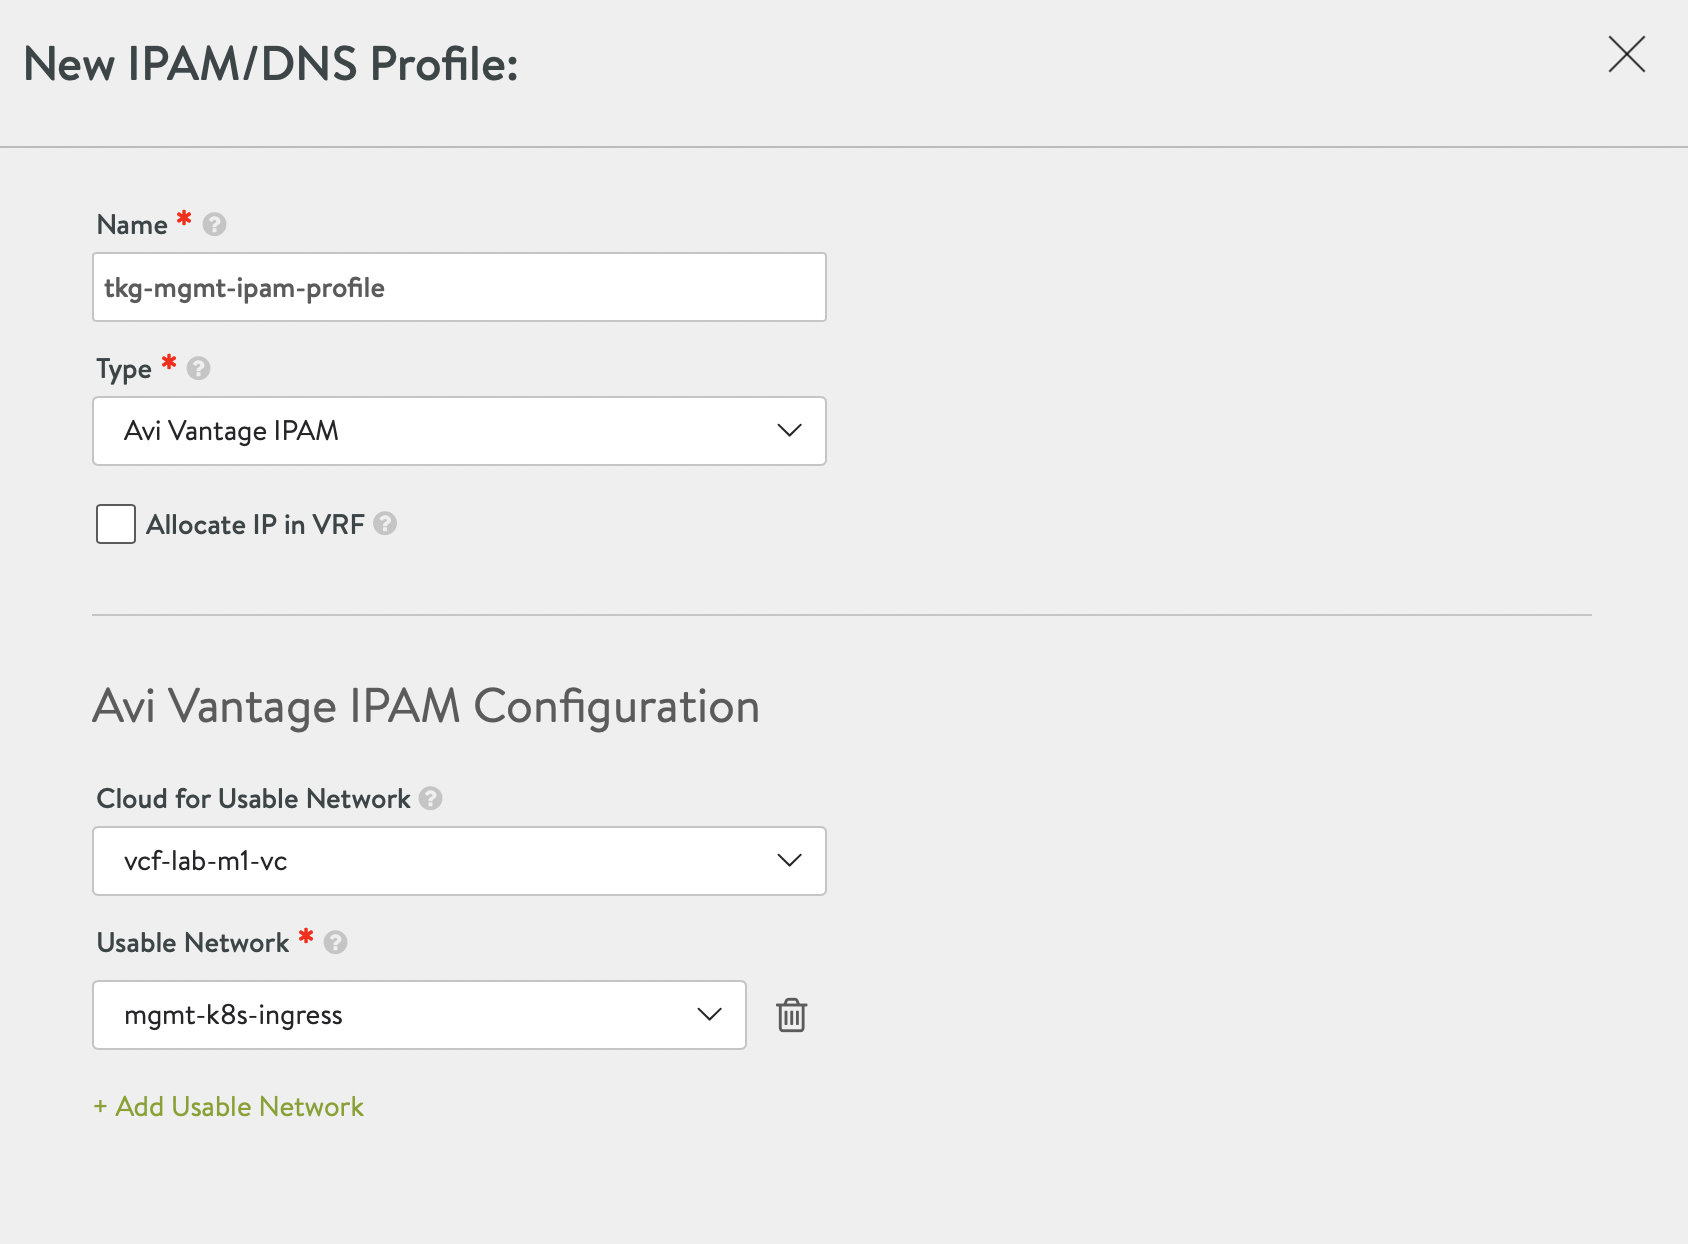 New IPAM/DNS Profile:
Name * ?
tkg-mgmt-ipam-profile
Type * ?
Avi Vantage IPAM
Allocate IP in VRF ?
Avi Vantage IPAM Configuration
Cloud for Usable Network ?
vcf-lab-m1-vc
Usable Network * ?
mgmt-k8s-ingress
+ Add Usable Network